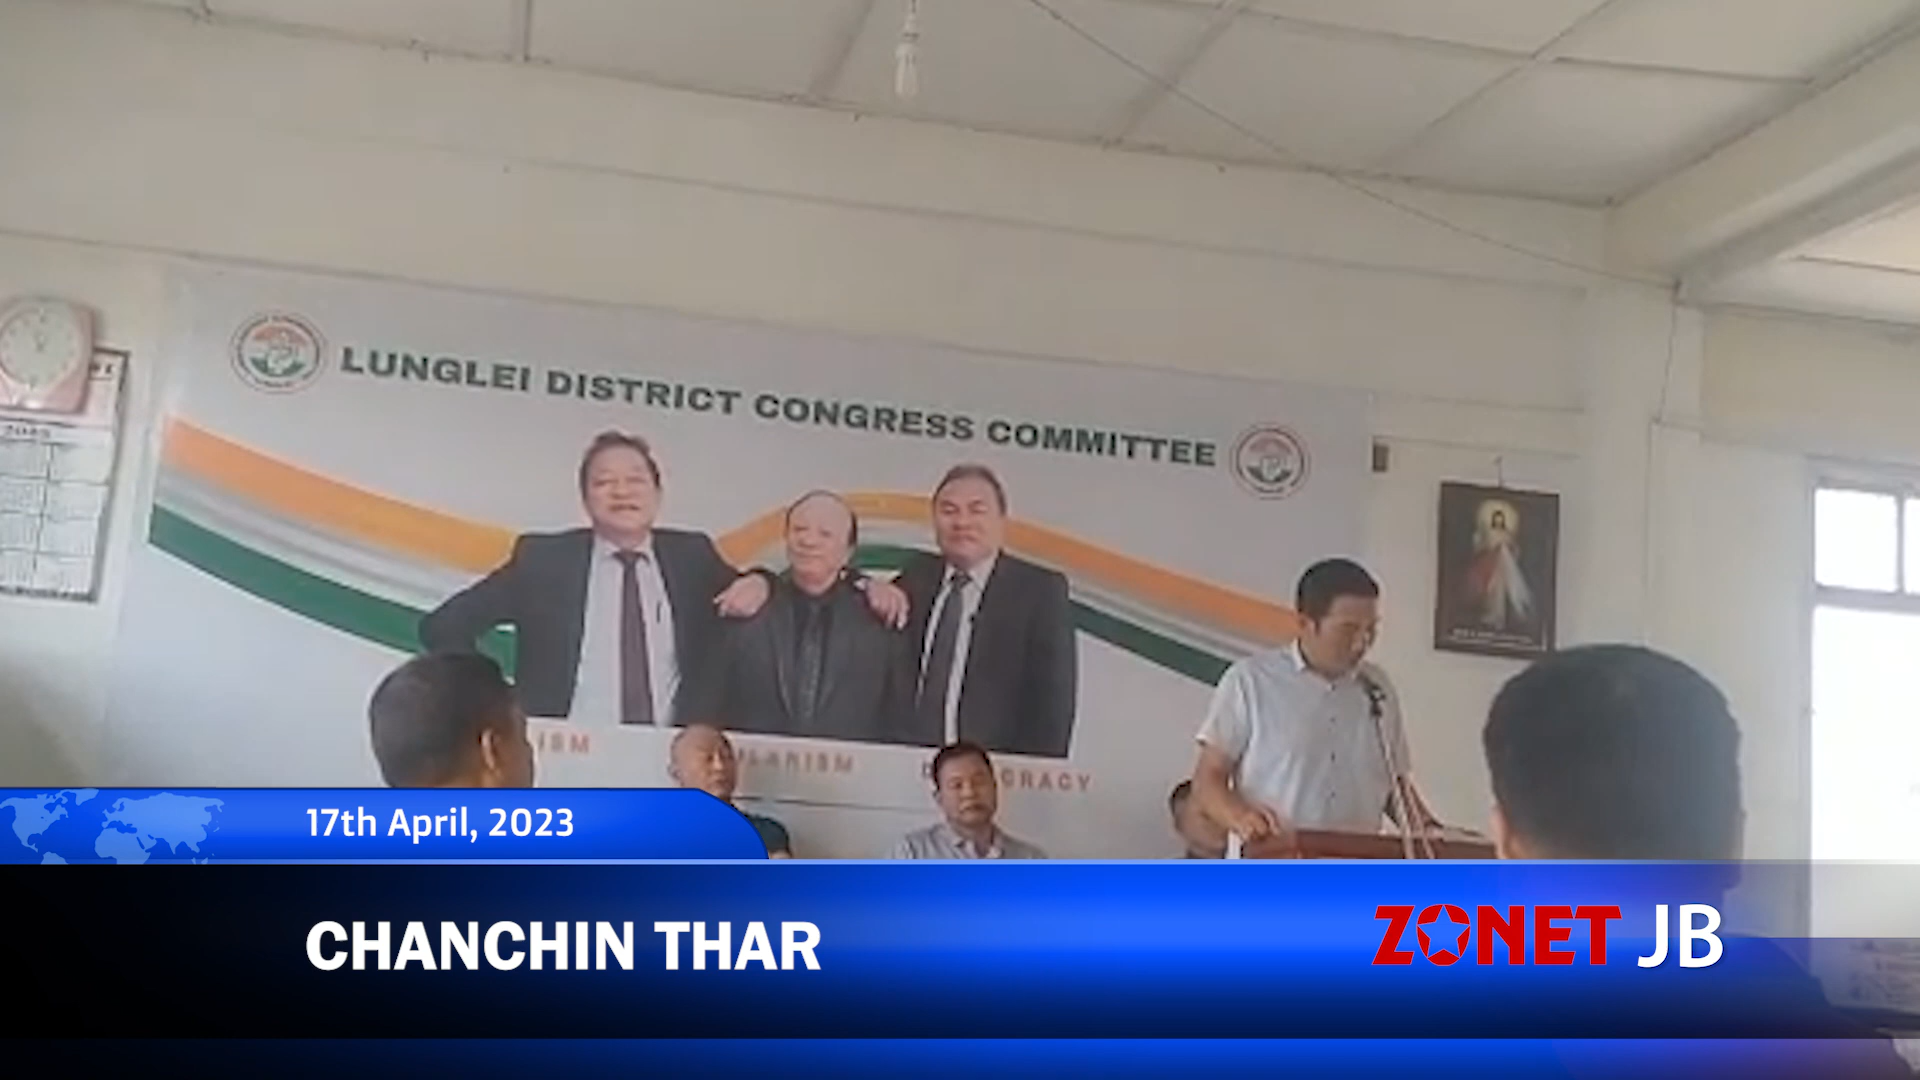 LUNGLEI DISTRICT CONGRESS COMMITTEE
17th April, 2023
CHANCHIN THAR
ZONET JB